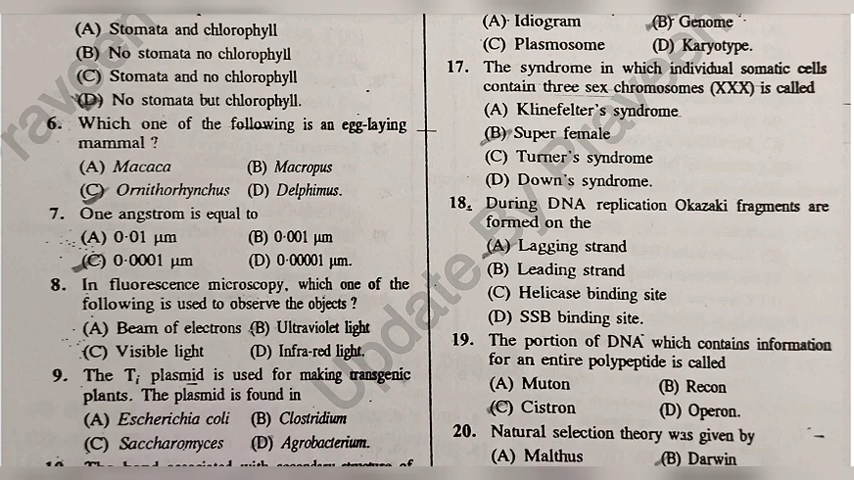 (A) Stomata and chlorophyll
(B) No stomata no chlorophyll
(C) Stomata and no chlorophyll
(D) No stomata but chlorophyll.
6. Which one of the following is an egg-laying
mammal ?
(A) Macaca (B) Macropus
(C) Ornithorhynchus (D) Delphimus.
7. One angstrom is equal to
(A) 0·01 µm (B) 0·001 µm
(C) 0·0001 µm (D) 0·00001 µm.
8. In fluorescence microscopy, which one of the
following is used to observe the objects ?
(A) Beam of electrons (B) Ultraviolet light
(C) Visible light (D) Infra-red light.
9. The Ti plasmid is used for making transgenic
plants. The plasmid is found in
(A) Escherichia coli (B) Clostridium
(C) Saccharomyces (D) Agrobacterium.
(A) Idiogram (B) Genome
(C) Plasmosome (D) Karyotype.
17. The syndrome in which individual somatic cells
contain three sex chromosomes (XXX) is called
(A) Klinefelter's syndrome
(B) Super female
(C) Turner's syndrome
(D) Down's syndrome.
18. During DNA replication Okazaki fragments are
formed on the
(A) Lagging strand
(B) Leading strand
(C) Helicase binding site
(D) SSB binding site.
19. The portion of DNA which contains information
for an entire polypeptide is called
(A) Muton (B) Recon
(C) Cistron (D) Operon.
20. Natural selection theory was given by
(A) Malthus (B) Darwin
Update By Praveen
raveen